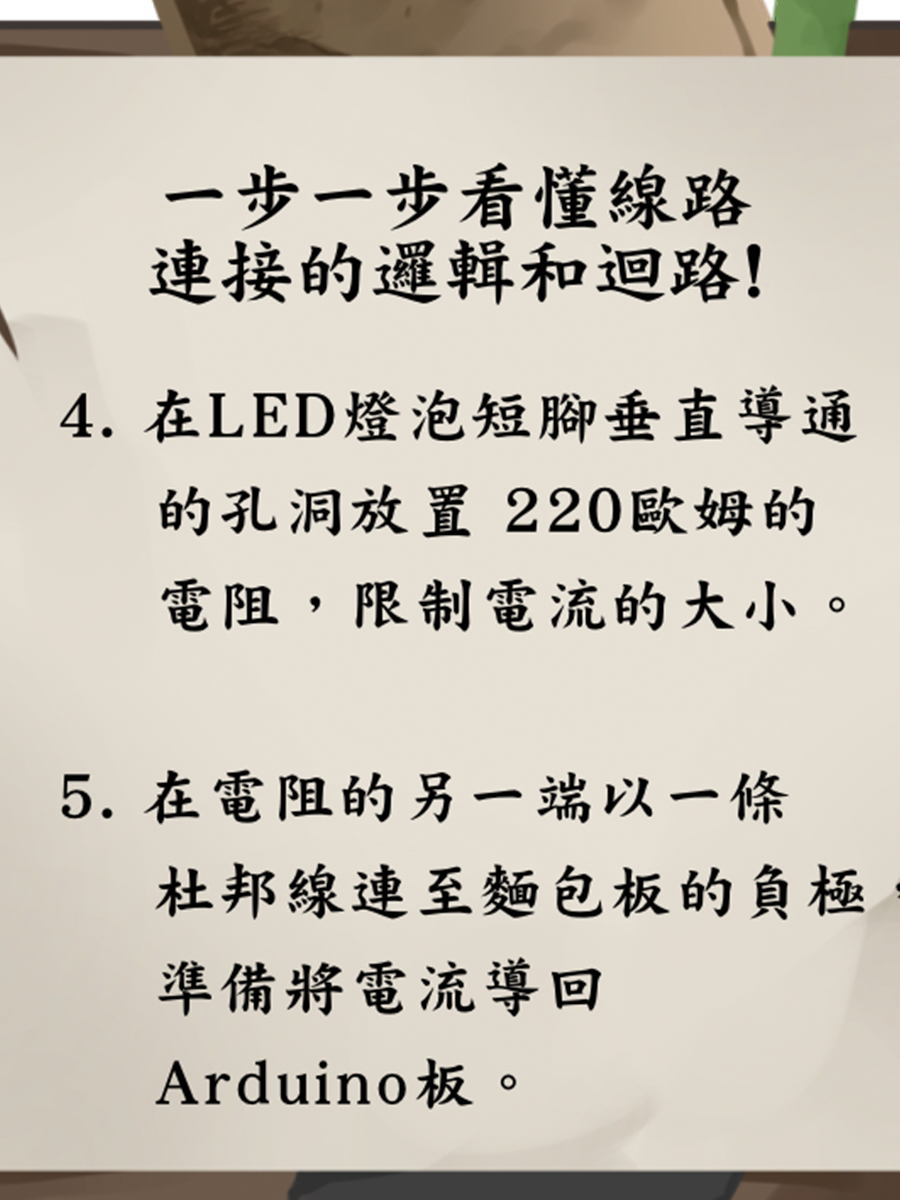 一步一步看懂線路
連接的邏輯和迴路!
4. 在LED燈泡短腳垂直導通
的孔洞放置 220歐姆的
電阻，限制電流的大小。
5. 在電阻的另一端以一條
杜邦線連至麵包板的負極，
準備將電流導回
Arduino板。